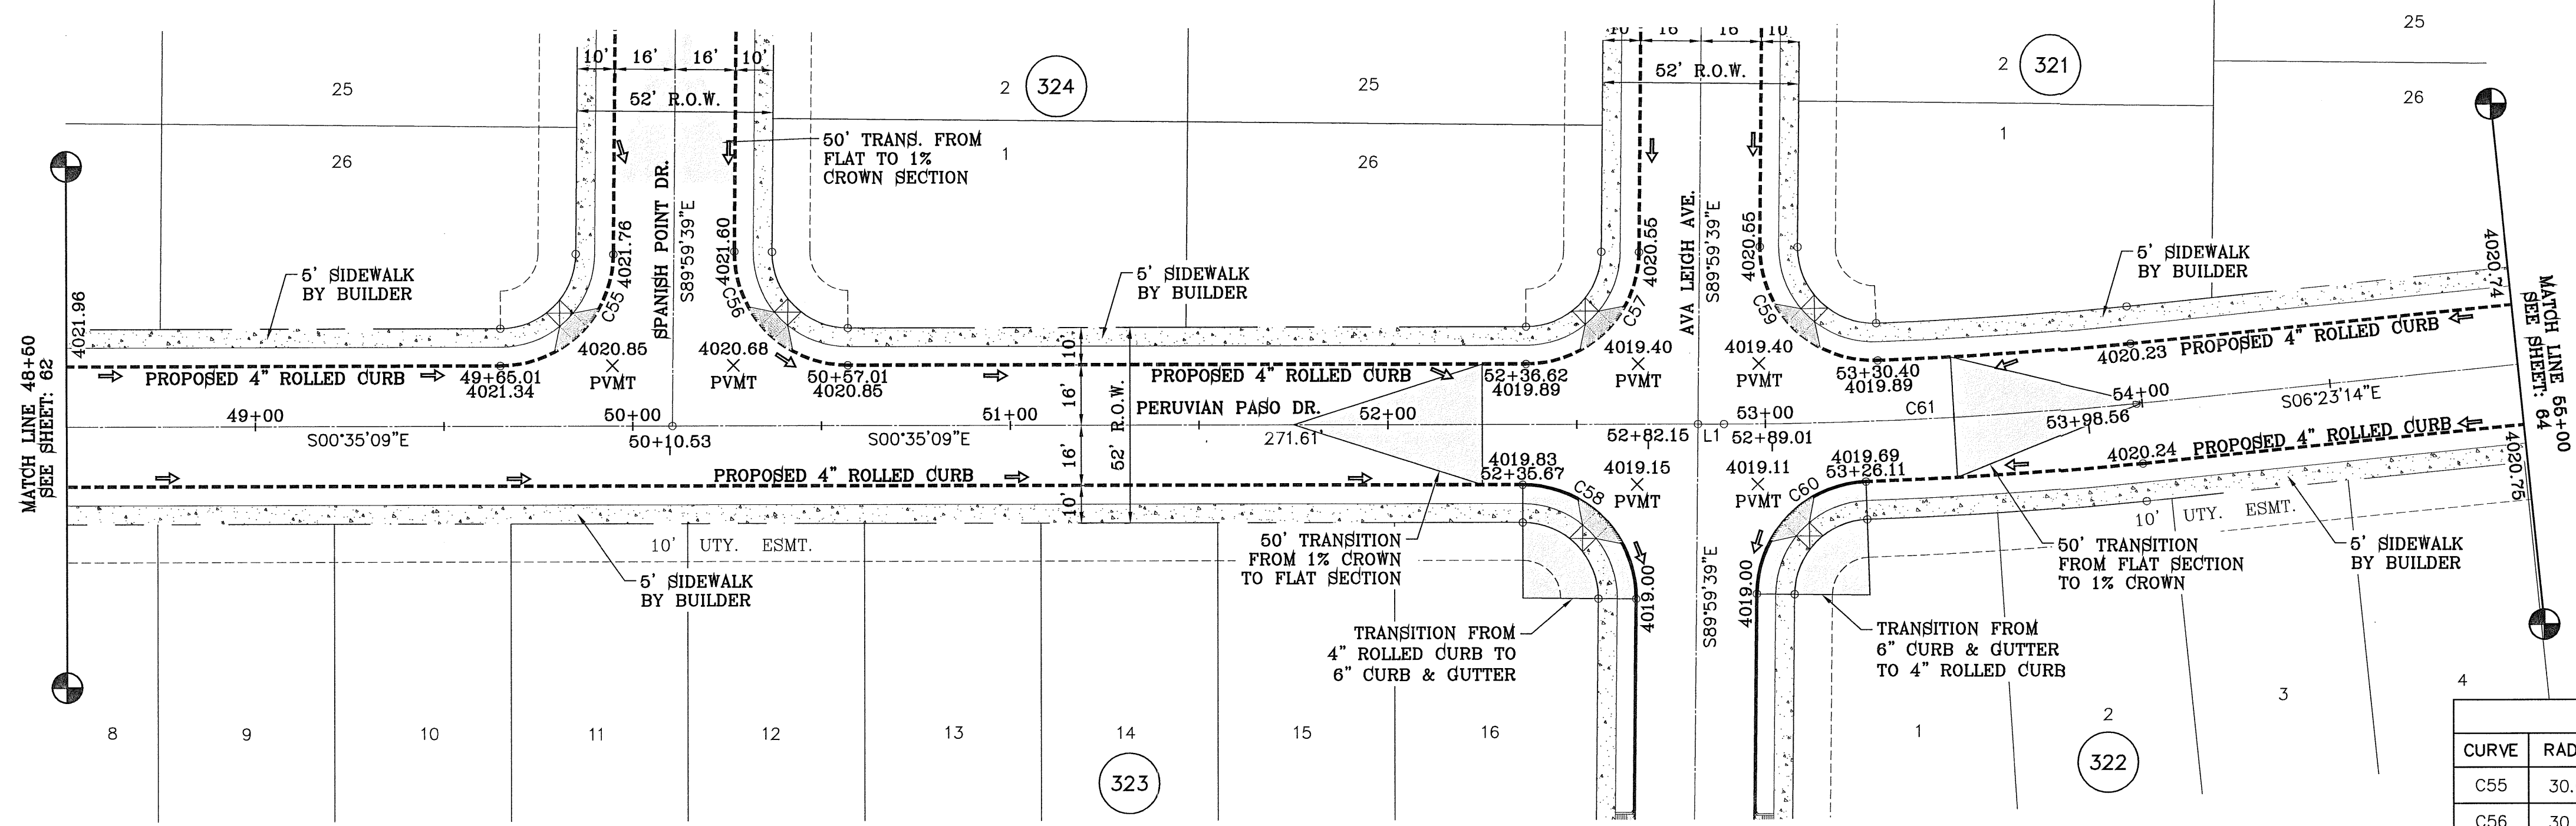 MATCH LINE 48+50
SEE SHEET: 62
4021.96
25
26
5' SIDEWALK
BY BUILDER
PROPOSED 4" ROLLED CURB
49+65.01
4021.34
49+00
S00°35'09"E
10'
16'
16'
10'
52' R.O.W.
SPANISH POINT DR.
S89°59'39"E
4021.76
4021.60
C55
C56
4020.85
PVMT
4020.68
PVMT
50' TRANS. FROM
FLAT TO 1%
CROWN SECTION
50+00
50+10.53
50+57.01
4020.85
S00°35'09"E
51+00
PROPOSED 4" ROLLED CURB
2
324
1
25
26
5' SIDEWALK
BY BUILDER
10'
16'
16'
10'
52' R.O.W.
PROPOSED 4" ROLLED CURB
PERUVIAN PASO DR.
271.61'
52+00
52+36.62
4019.89
4019.83
52+35.67
10'
16
16
10
52' R.O.W.
AVA LEIGH AVE.
S89°59'39"E
4020.55
4020.55
C57
C59
4019.40
PVMT
4019.40
PVMT
52+82.15
L1
52+89.01
53+00
4019.15
PVMT
4019.11
PVMT
C58
C60
4019.00
4019.00
S89°59'39"E
53+30.40
4019.89
4019.69
53+26.11
C61
53+98.56
54+00
2
321
1
25
26
25
26
5' SIDEWALK
BY BUILDER
4020.23
PROPOSED 4" ROLLED CURB
S06°23'14"E
4020.24
PROPOSED 4" ROLLED CURB
4020.74
4020.75
MATCH LINE 55+00
SEE SHEET: 64
10' UTY. ESMT.
5' SIDEWALK
BY BUILDER
50' TRANSITION
FROM 1% CROWN
TO FLAT SECTION
TRANSITION FROM
4" ROLLED CURB TO
6" CURB & GUTTER
TRANSITION FROM
6" CURB & GUTTER
TO 4" ROLLED CURB
50' TRANSITION
FROM FLAT SECTION
TO 1% CROWN
10' UTY. ESMT.
5' SIDEWALK
BY BUILDER
8
9
10
11
12
13
14
15
16
323
1
2
322
3
4
CURVE
RAD
C55
30.
C56
30.